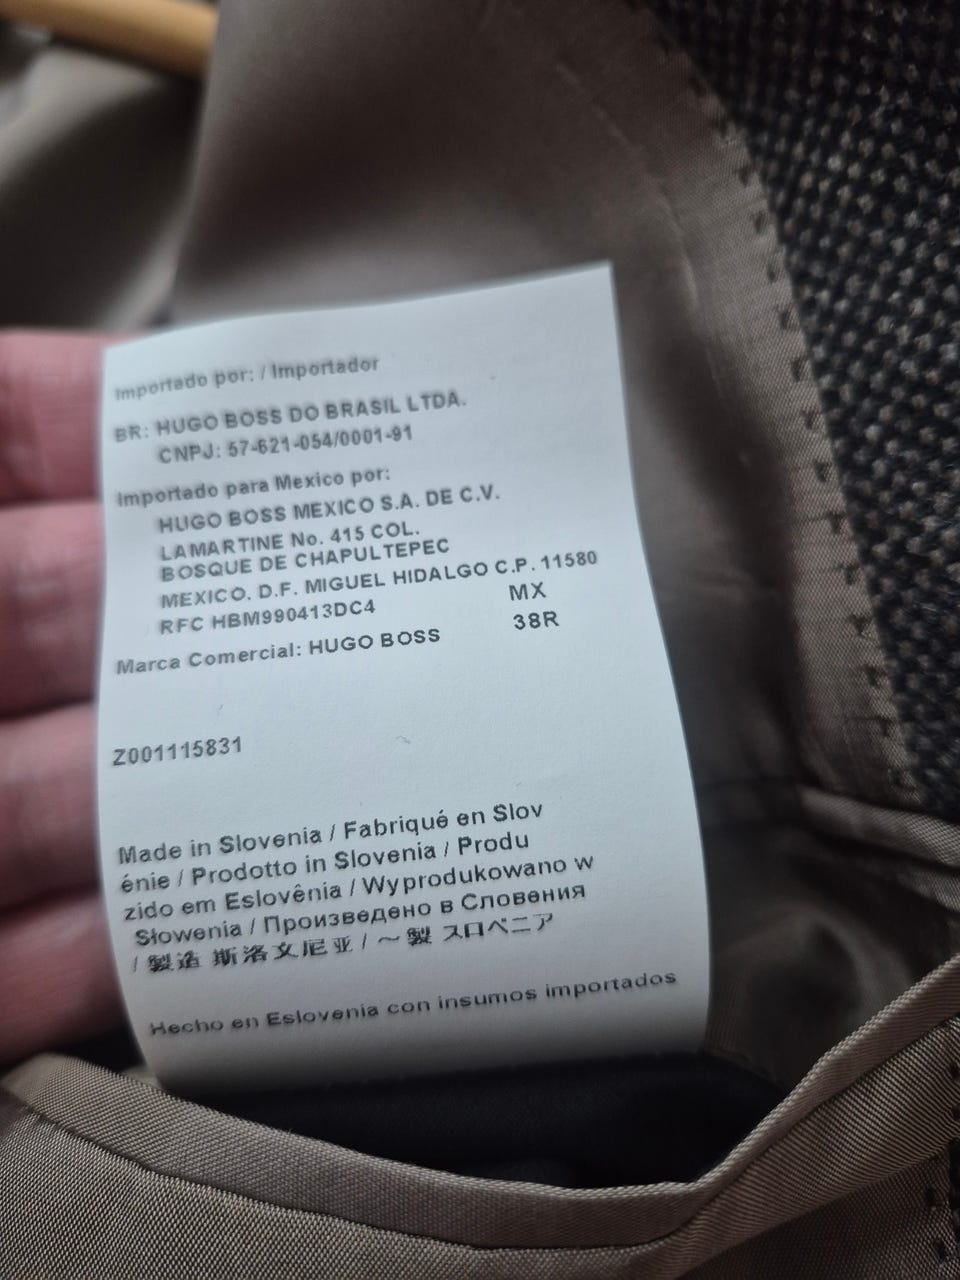 Importado por: / Importador
BR: HUGO BOSS DO BRASIL LTDA.
CNPJ: 57-621-054/0001-91
Importado para Mexico por:
HUGO BOSS MEXICO S.A. DE C.V.
LAMARTINE No. 415 COL.
BOSQUE DE CHAPULTEPEC
MEXICO, D.F. MIGUEL HIDALGO C.P. 11580
RFC HBM990413DC4 MX
Marca Comercial: HUGO BOSS 38R
Z001115831
Made in Slovenia / Fabriqué en Slov
énie / Prodotto in Slovenia / Produ
zido em Eslovênia / Wyprodukowano w
Słowenia / Произведено в Словения
/ 製造 斯洛文尼亚 / ～製 スロベニア
Hecho en Eslovenia con insumos importados